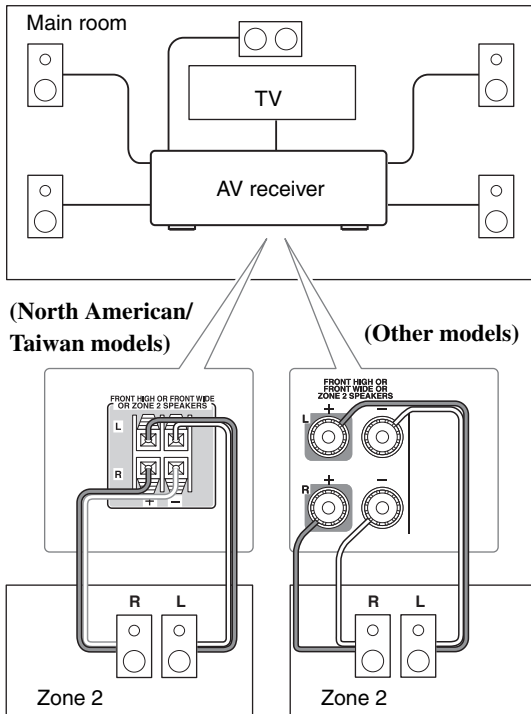 Main room
TV
AV receiver
(North American/
Taiwan models)
(Other models)
FRONT HIGH OR FRONT WIDE
OR ZONE 2 SPEAKERS
L
R
+ −
FRONT HIGH OR
FRONT WIDE OR
ZONE 2 SPEAKERS
+ −
L
+ −
R
R L
Zone 2
R L
Zone 2